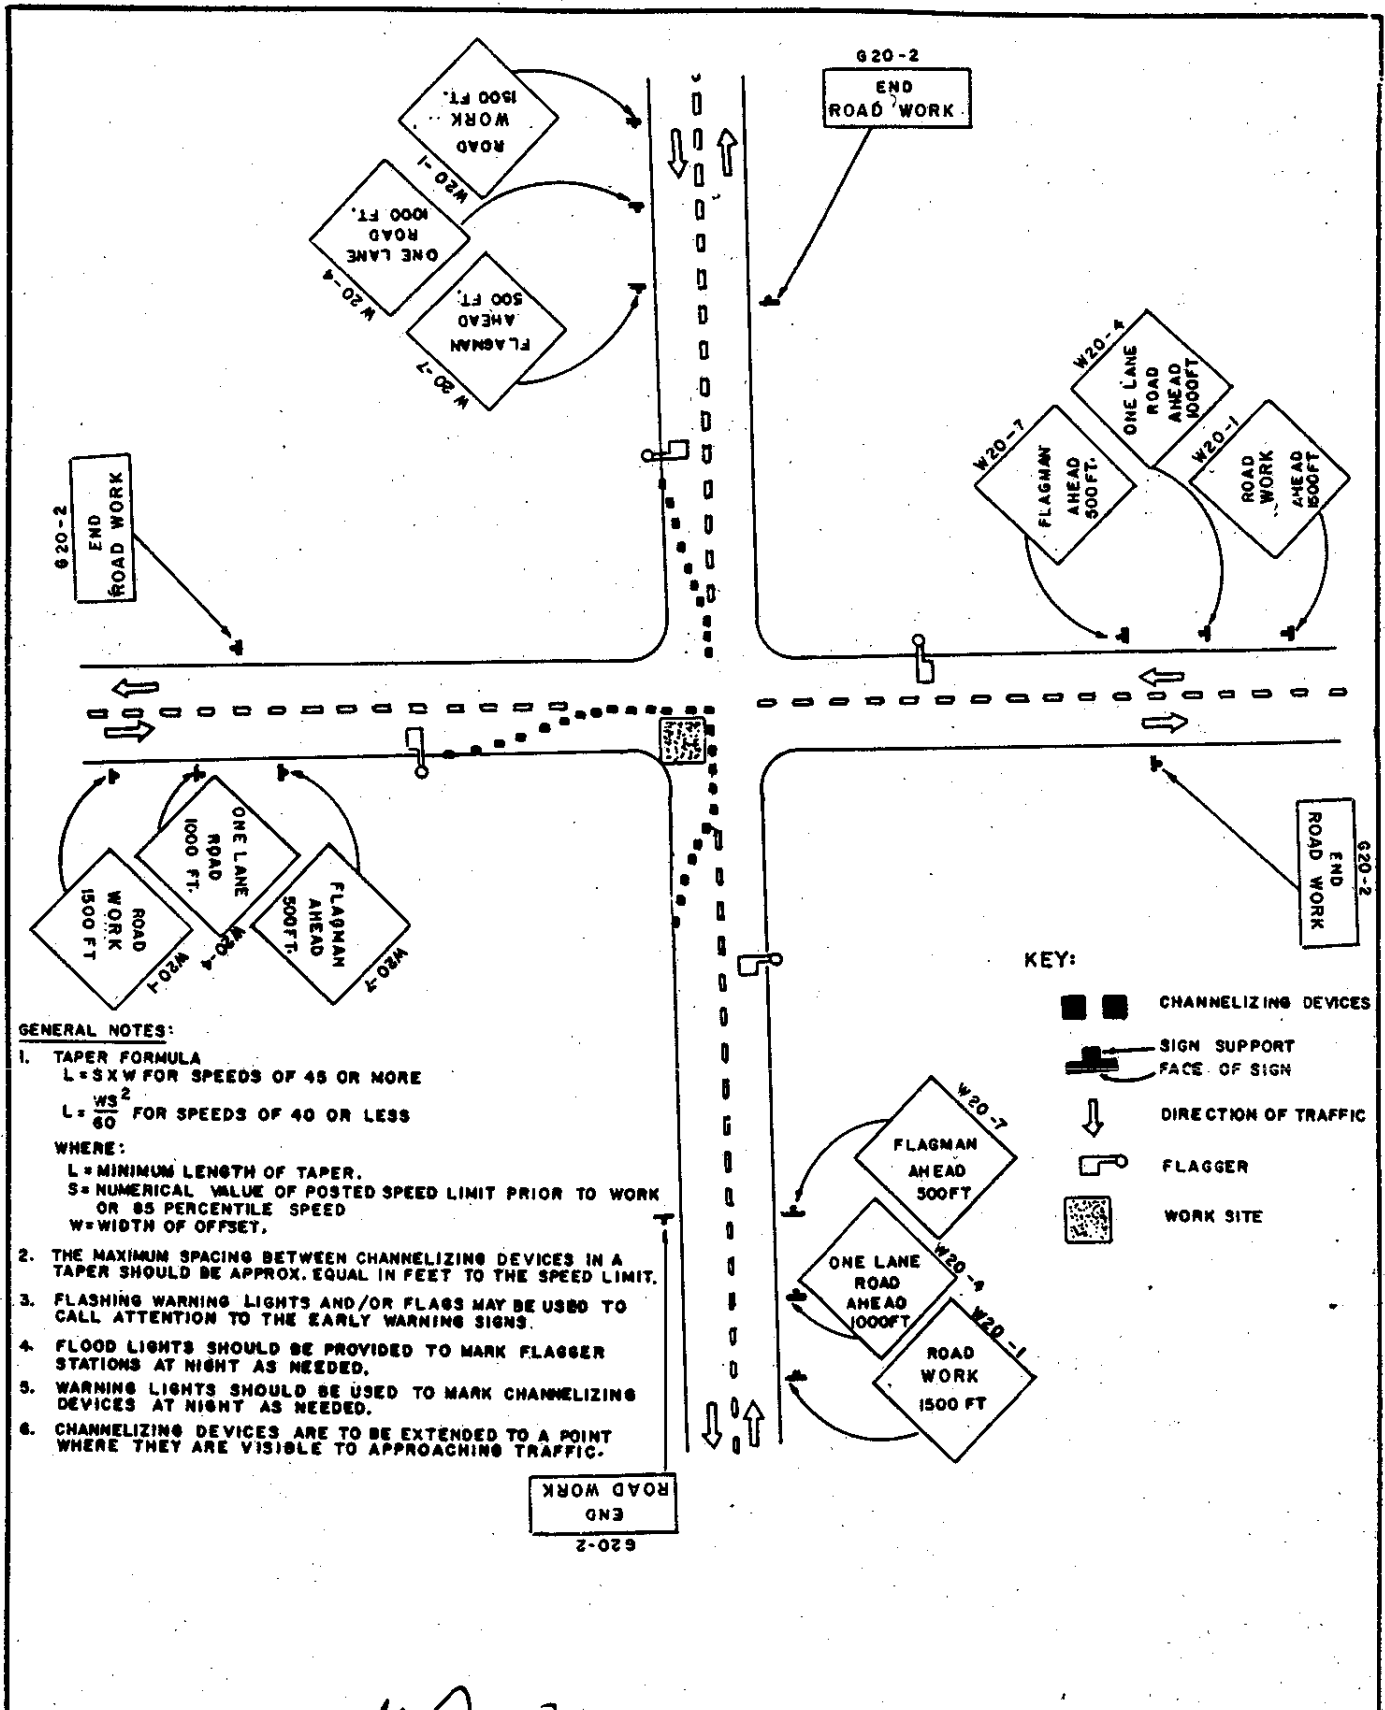 G20-2
END
ROAD WORK
ROAD
WORK
1500 FT.
W20-1
ONE LANE
ROAD
1000 FT.
W20-4
FLAGMAN
AHEAD
500 FT.
W20-7
W20-4
ONE LANE
ROAD
AHEAD
1000FT
W20-7
FLAGMAN
AHEAD
500FT.
W20-1
ROAD
WORK
AHEAD
1500FT
G20-2
END
ROAD WORK
ONE LANE
ROAD
1000 FT.
W20-4
ROAD
WORK
1500 FT
W20-1
FLAGMAN
AHEAD
500FT.
W20-7
G20-2
END
ROAD WORK
KEY:
CHANNELIZING DEVICES
SIGN SUPPORT
FACE OF SIGN
DIRECTION OF TRAFFIC
FLAGGER
WORK SITE
GENERAL NOTES:
1. TAPER FORMULA
L = S X W FOR SPEEDS OF 45 OR MORE
L = WS²/60 FOR SPEEDS OF 40 OR LESS
WHERE:
L = MINIMUM LENGTH OF TAPER.
S = NUMERICAL VALUE OF POSTED SPEED LIMIT PRIOR TO WORK
OR 85 PERCENTILE SPEED
W = WIDTH OF OFFSET.
2. THE MAXIMUM SPACING BETWEEN CHANNELIZING DEVICES IN A
TAPER SHOULD BE APPROX. EQUAL IN FEET TO THE SPEED LIMIT.
3. FLASHING WARNING LIGHTS AND/OR FLAGS MAY BE USED TO
CALL ATTENTION TO THE EARLY WARNING SIGNS.
4. FLOOD LIGHTS SHOULD BE PROVIDED TO MARK FLAGGER
STATIONS AT NIGHT AS NEEDED.
5. WARNING LIGHTS SHOULD BE USED TO MARK CHANNELIZING
DEVICES AT NIGHT AS NEEDED.
6. CHANNELIZING DEVICES ARE TO BE EXTENDED TO A POINT
WHERE THEY ARE VISIBLE TO APPROACHING TRAFFIC.
W20-7
FLAGMAN
AHEAD
500FT
W20-4
ONE LANE
ROAD
AHEAD
1000FT
W20-1
ROAD
WORK
1500 FT
END
ROAD WORK
G20-2